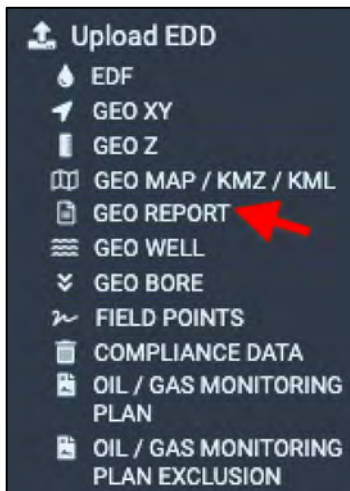 Upload EDD
EDF
GEO XY
GEO Z
GEO MAP / KMZ / KML
GEO REPORT
GEO WELL
GEO BORE
FIELD POINTS
COMPLIANCE DATA
OIL / GAS MONITORING
PLAN
OIL / GAS MONITORING
PLAN EXCLUSION